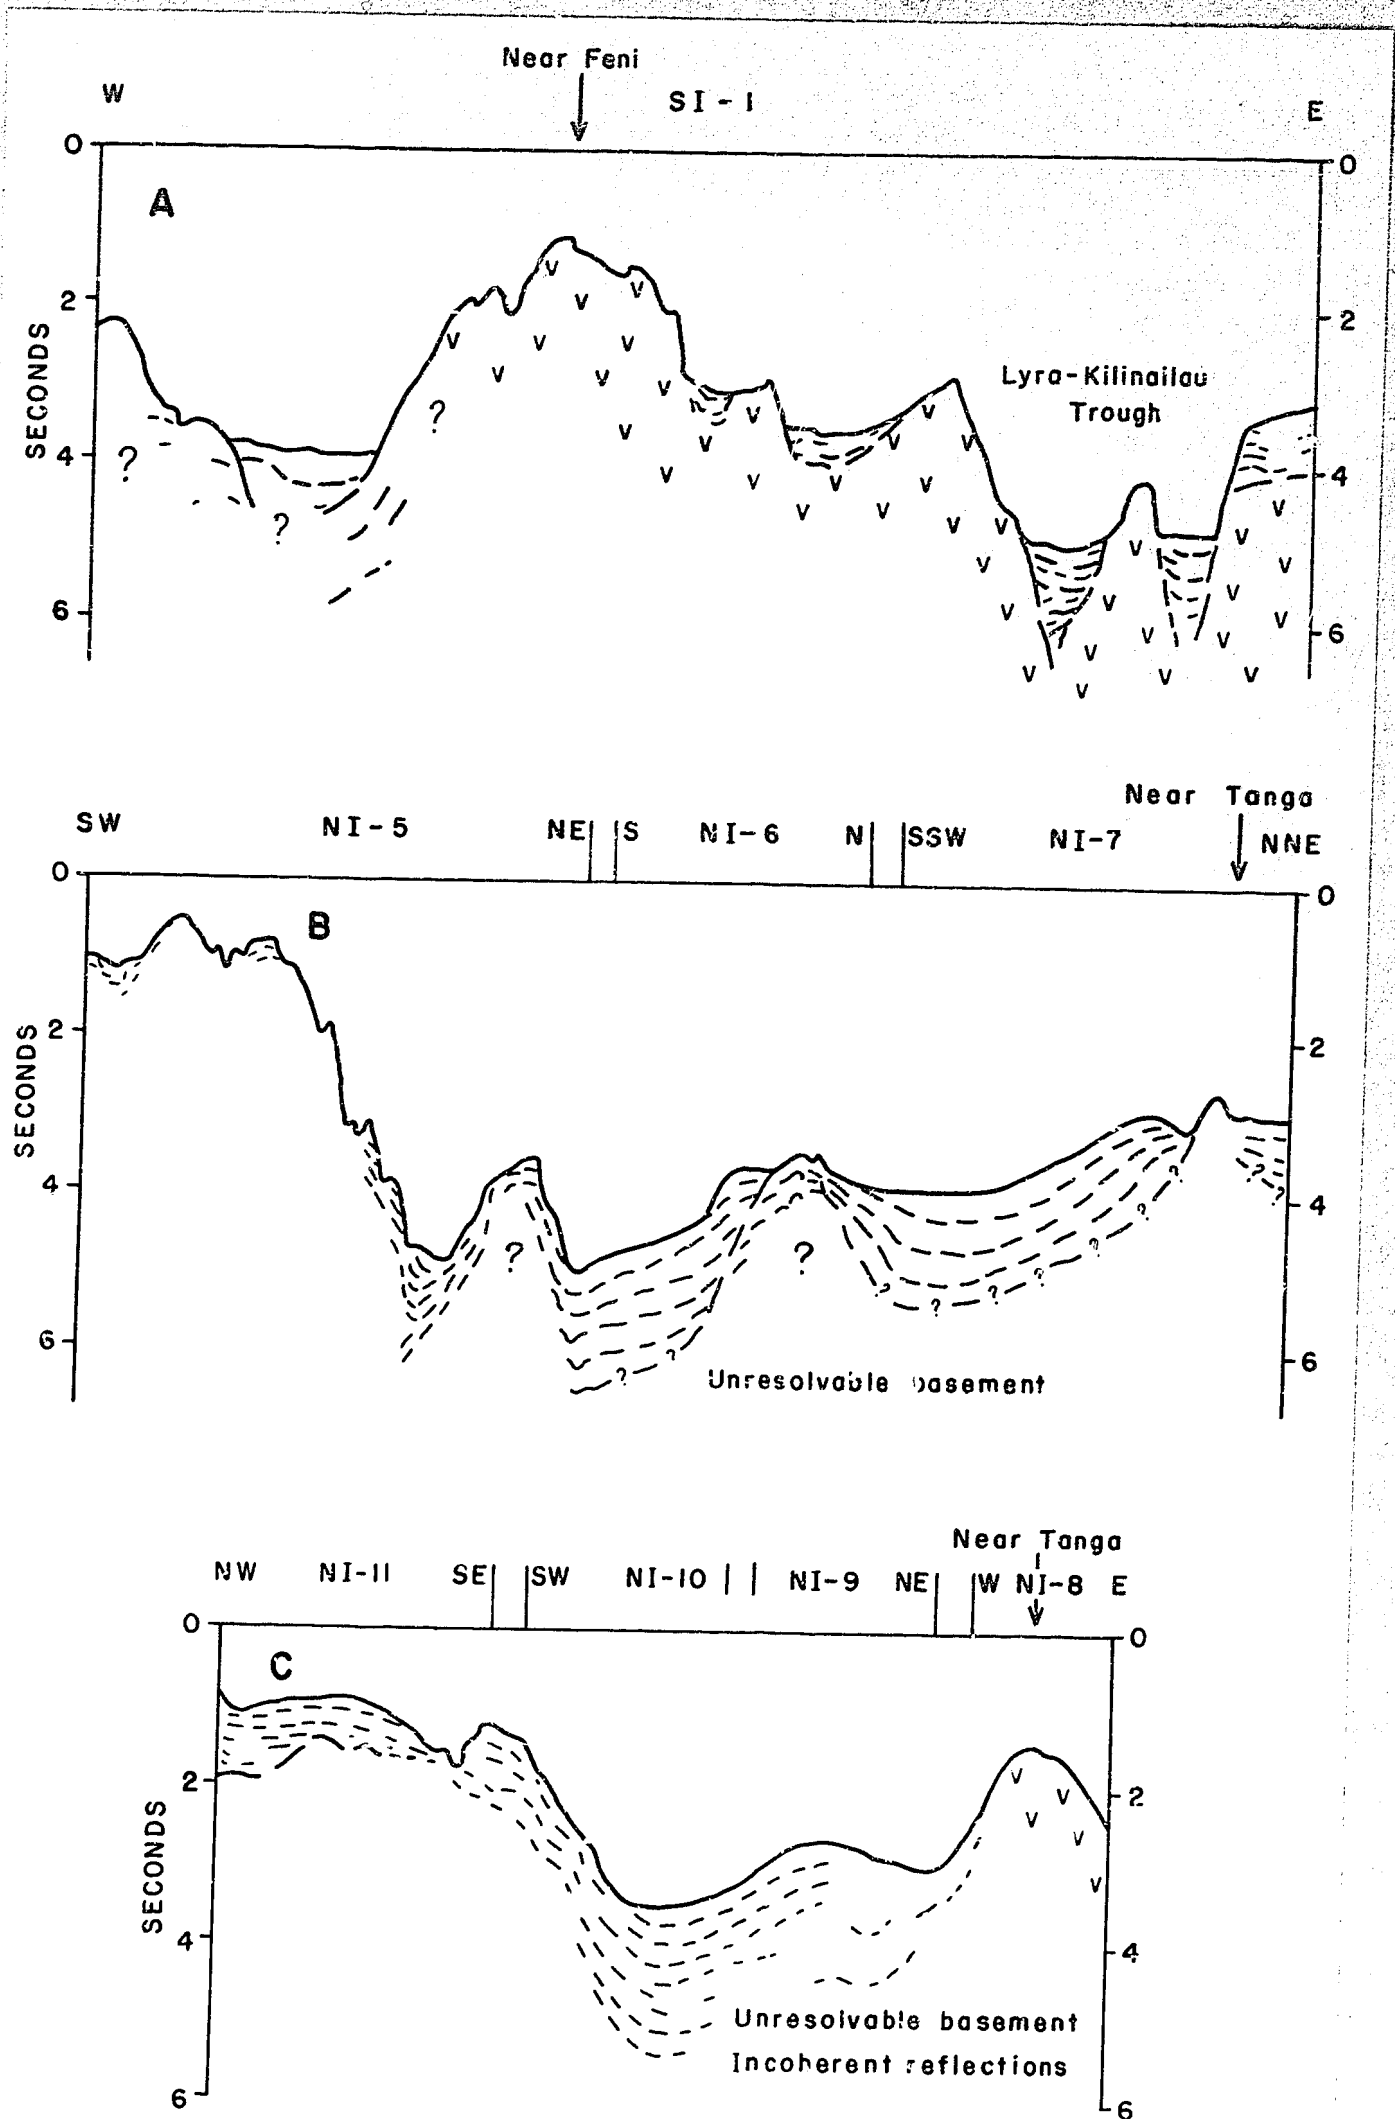 Near Feni
W SI-1 E
0 0
A
2 2
SECONDS
Lyra-Kilinailau
Trough
? ? ?
4 4
6 6
Near Tanga
SW NI-5 NE S NI-6 N SSW NI-7 NNE
0 0
B
2 2
SECONDS
4 4
? ?
6 6
Unresolvable basement
Near Tanga
NW NI-11 SE SW NI-10 NI-9 NE W NI-8 E
0 0
C
2 2
SECONDS
4 4
Unresolvable basement
Incoherent reflections
6 6